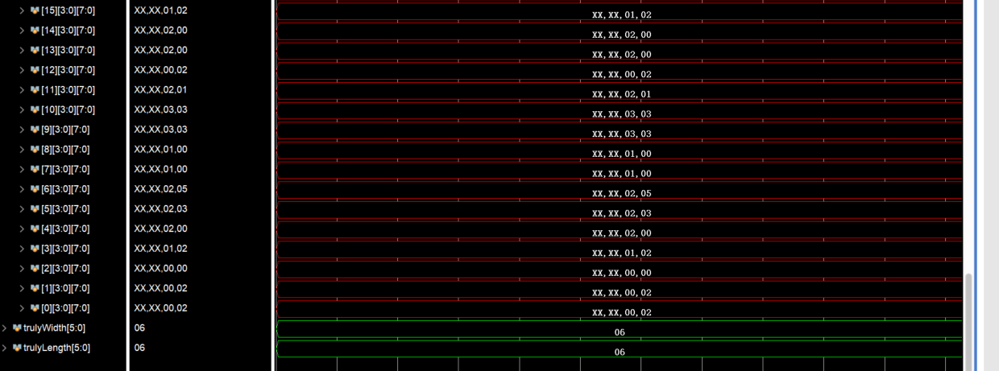 [15][3:0][7:0] XX,XX,01,02 XX,XX,01,02
[14][3:0][7:0] XX,XX,02,00 XX,XX,02,00
[13][3:0][7:0] XX,XX,02,00 XX,XX,02,00
[12][3:0][7:0] XX,XX,00,02 XX,XX,00,02
[11][3:0][7:0] XX,XX,02,01 XX,XX,02,01
[10][3:0][7:0] XX,XX,03,03 XX,XX,03,03
[9][3:0][7:0] XX,XX,03,03 XX,XX,03,03
[8][3:0][7:0] XX,XX,01,00 XX,XX,01,00
[7][3:0][7:0] XX,XX,01,00 XX,XX,01,00
[6][3:0][7:0] XX,XX,02,05 XX,XX,02,05
[5][3:0][7:0] XX,XX,02,03 XX,XX,02,03
[4][3:0][7:0] XX,XX,02,00 XX,XX,02,00
[3][3:0][7:0] XX,XX,01,02 XX,XX,01,02
[2][3:0][7:0] XX,XX,00,00 XX,XX,00,00
[1][3:0][7:0] XX,XX,00,02 XX,XX,00,02
[0][3:0][7:0] XX,XX,00,02 XX,XX,00,02
trulyWidth[5:0] 06 06
trulyLength[5:0] 06 06